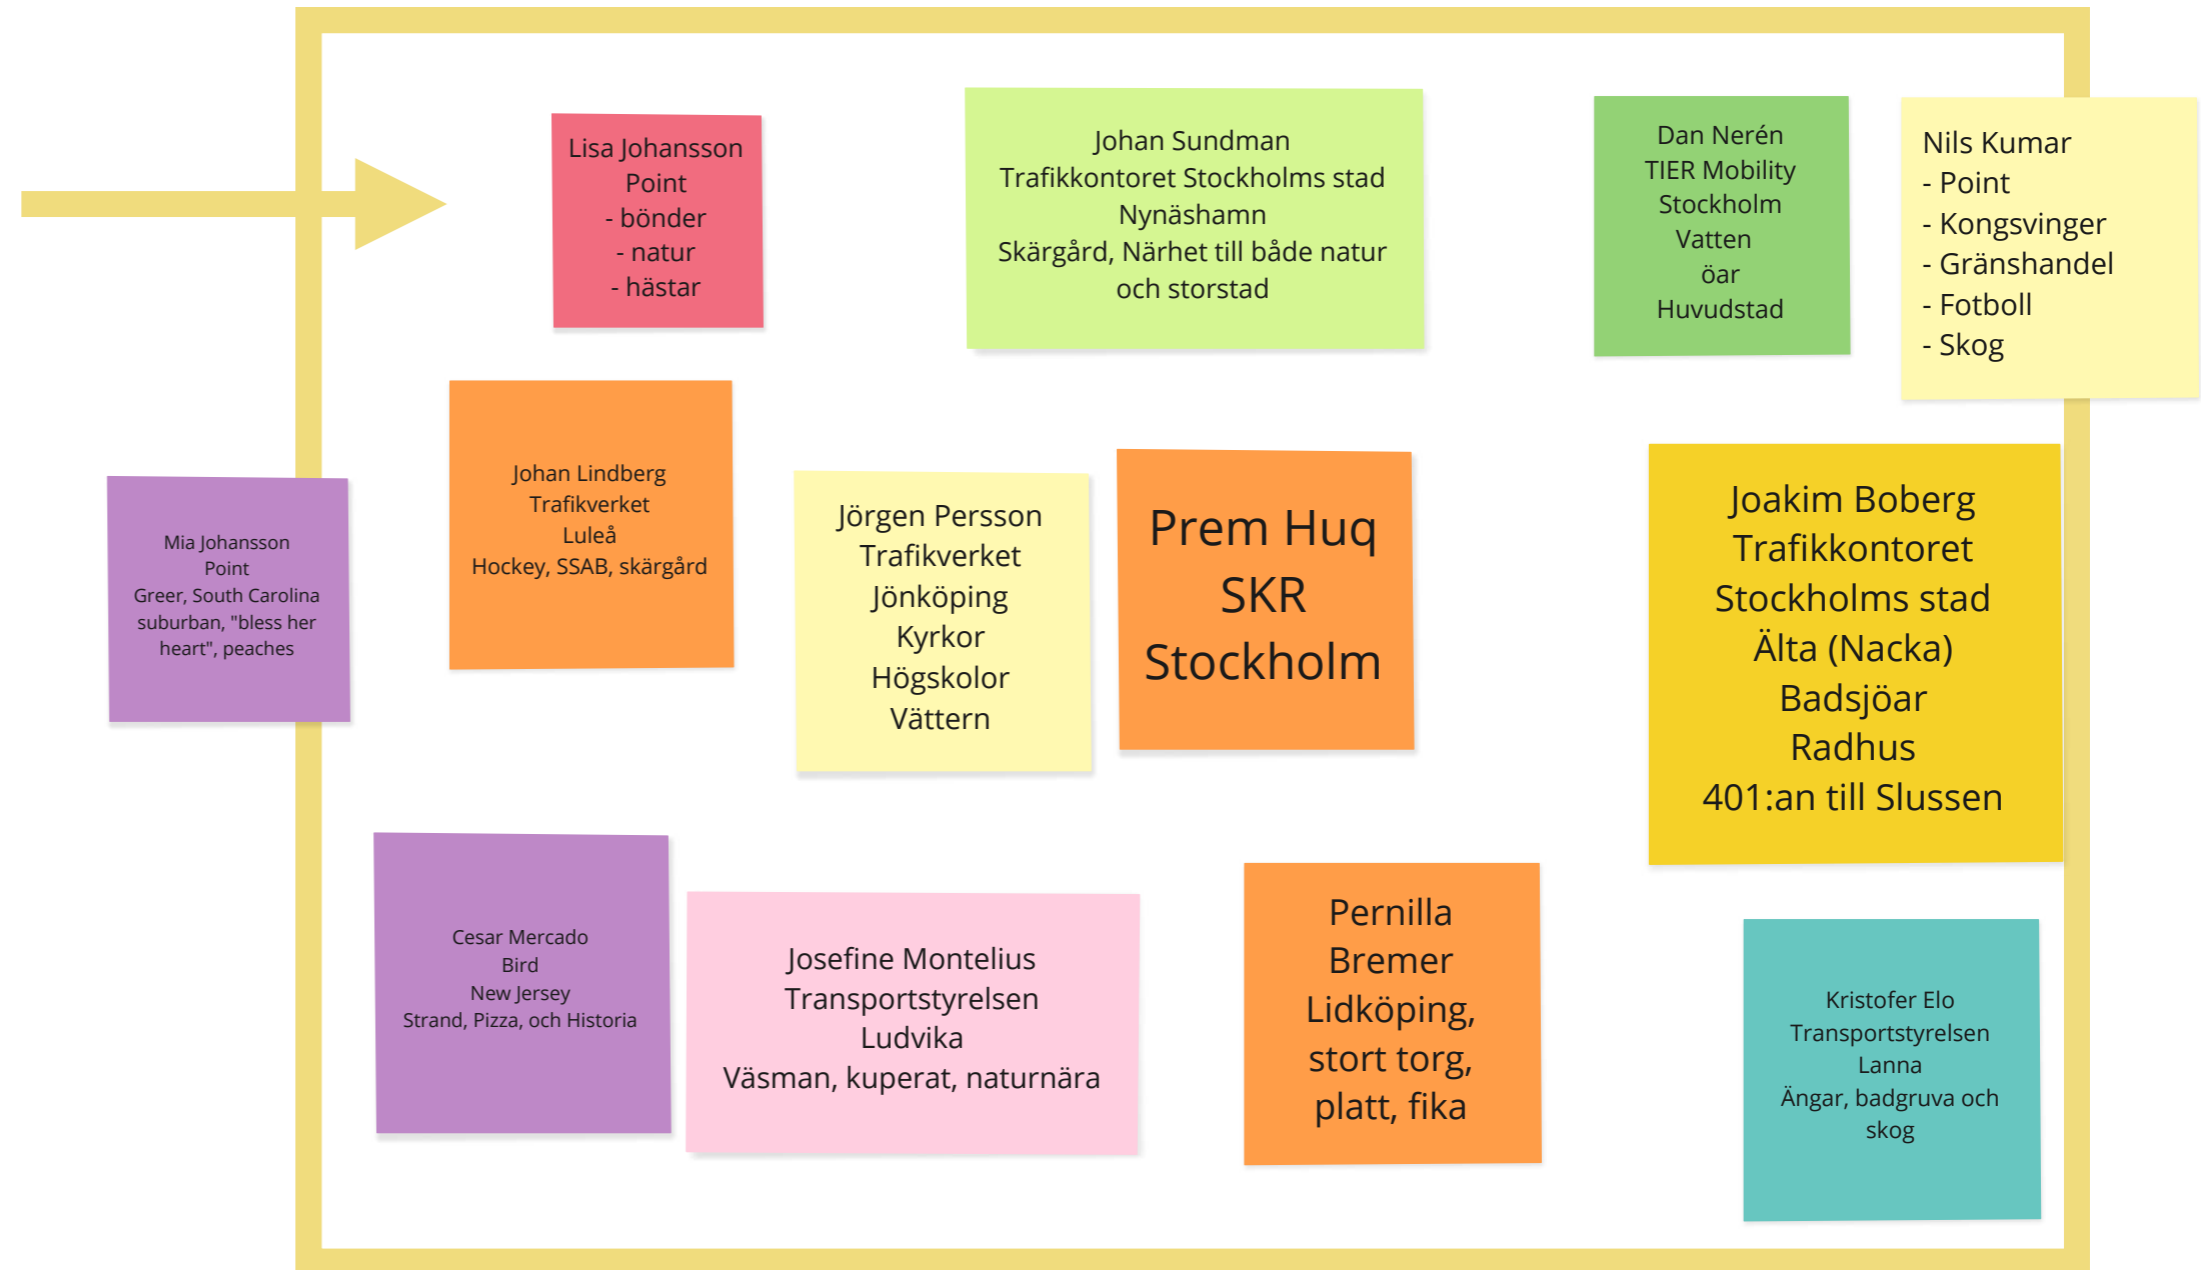 Lisa Johansson
Point
- bönder
- natur
- hästar
Johan Sundman
Trafikkontoret Stockholms stad
Nynäshamn
Skärgård, Närhet till både natur
och storstad
Dan Nerén
TIER Mobility
Stockholm
Vatten
öar
Huvudstad
Nils Kumar
- Point
- Kongsvinger
- Gränshandel
- Fotboll
- Skog
Mia Johansson
Point
Greer, South Carolina
suburban, "bless her
heart", peaches
Johan Lindberg
Trafikverket
Luleå
Hockey, SSAB, skärgård
Jörgen Persson
Trafikverket
Jönköping
Kyrkor
Högskolor
Vättern
Prem Huq
SKR
Stockholm
Joakim Boberg
Trafikkontoret
Stockholms stad
Älta (Nacka)
Badsjöar
Radhus
401:an till Slussen
Cesar Mercado
Bird
New Jersey
Strand, Pizza, och Historia
Josefine Montelius
Transportstyrelsen
Ludvika
Väsman, kuperat, naturnära
Pernilla
Bremer
Lidköping,
stort torg,
platt, fika
Kristofer Elo
Transportstyrelsen
Lanna
Ängar, badgruva och
skog